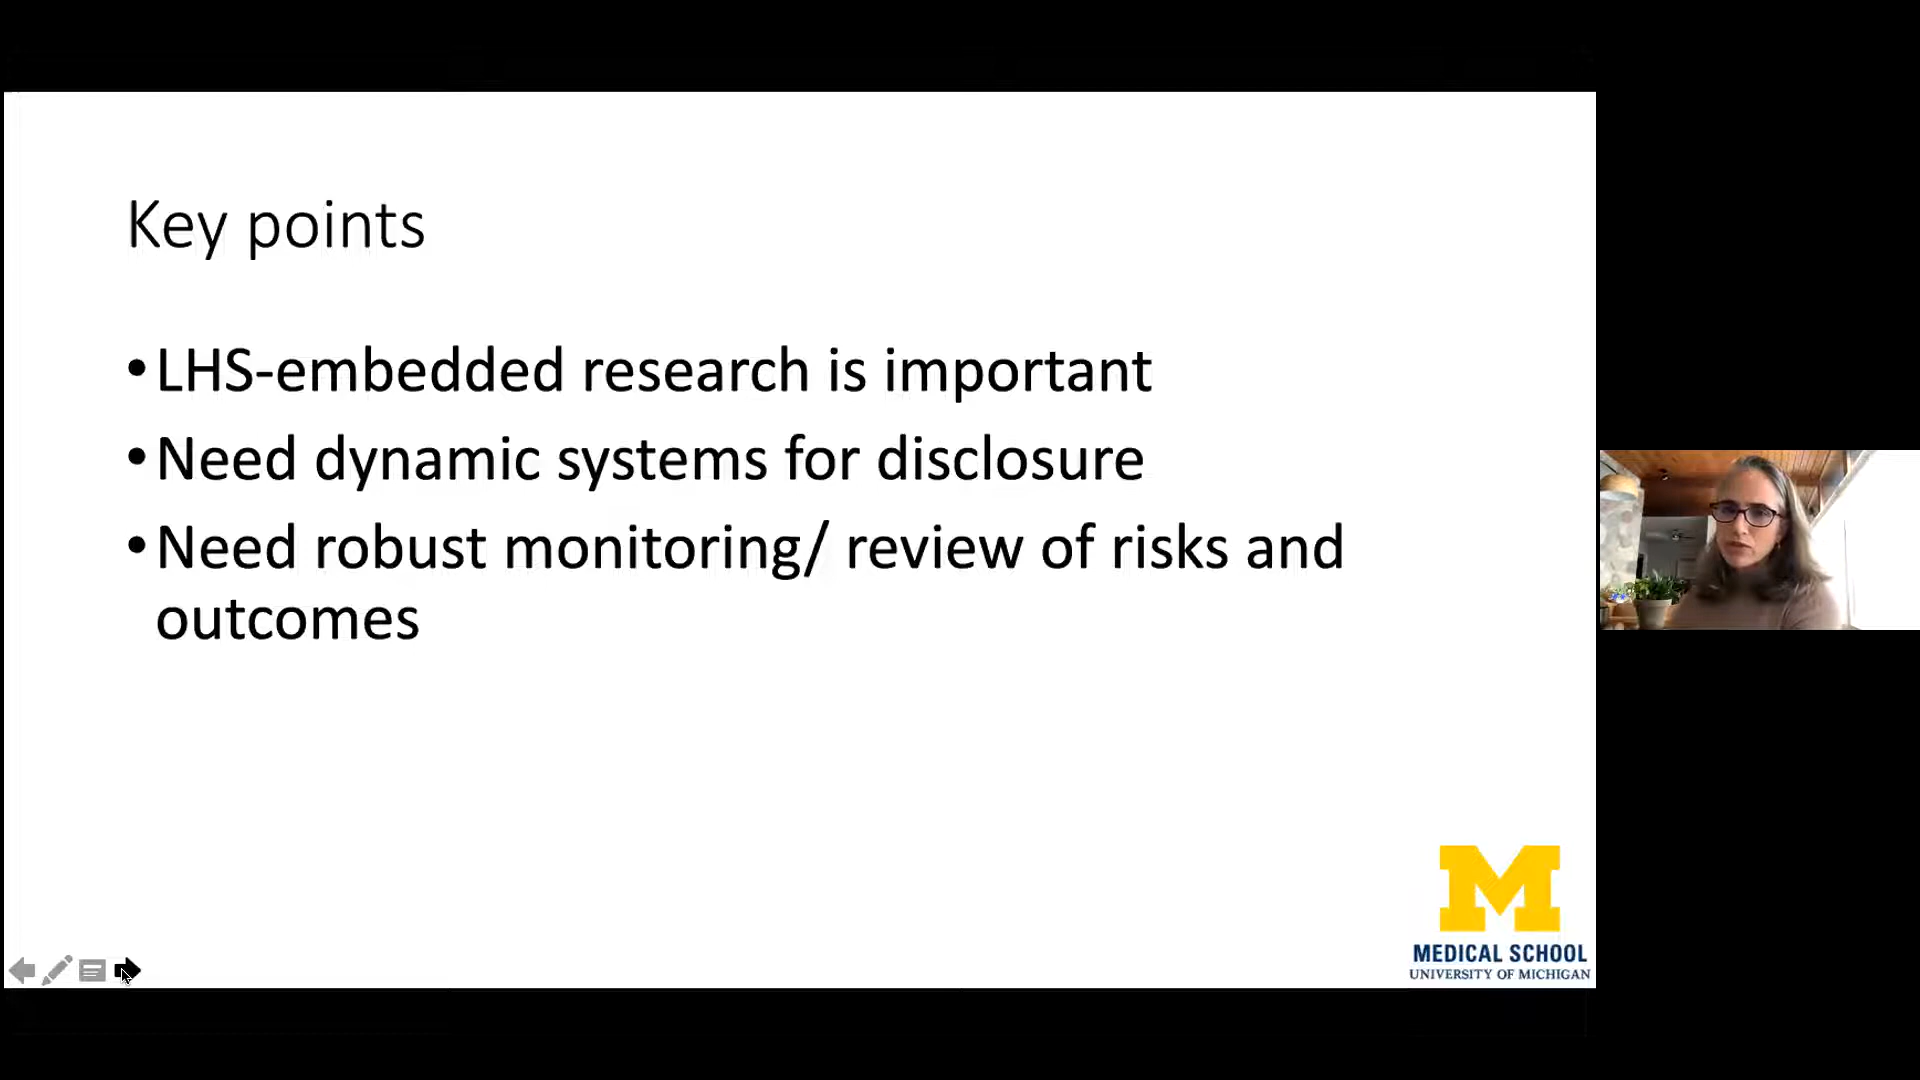 Key points
•LHS-embedded research is important
•Need dynamic systems for disclosure
•Need robust monitoring/ review of risks and
outcomes
M
MEDICAL SCHOOL
UNIVERSITY OF MICHIGAN